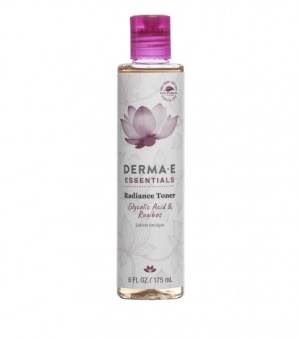 DERMA·E
ESSENTIALS
Radiance Toner
Glycolic Acid &
Rooibos
Lotion tonique
6 FL OZ / 175 mL